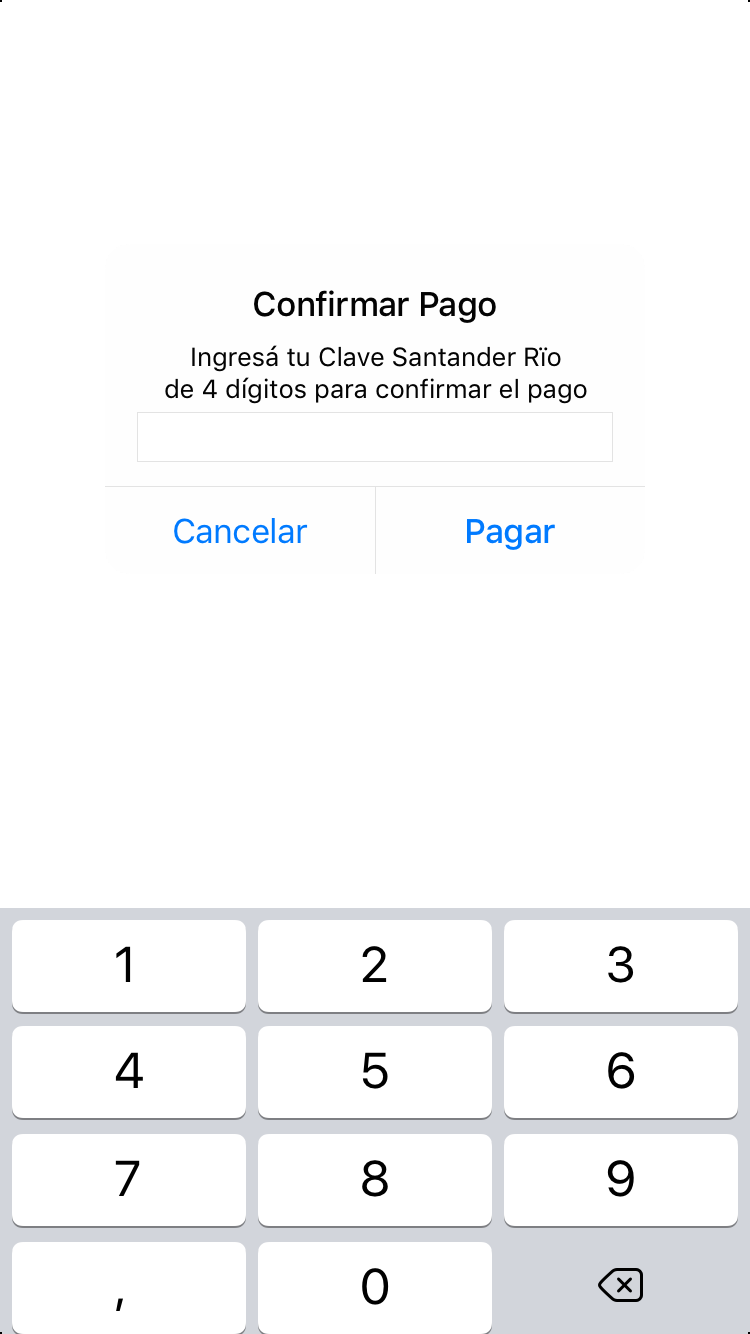 Confirmar Pago
Ingresá tu Clave Santander Rïo
de 4 dígitos para confirmar el pago
Cancelar Pagar
1 2 3
4 5 6
7 8 9
, 0